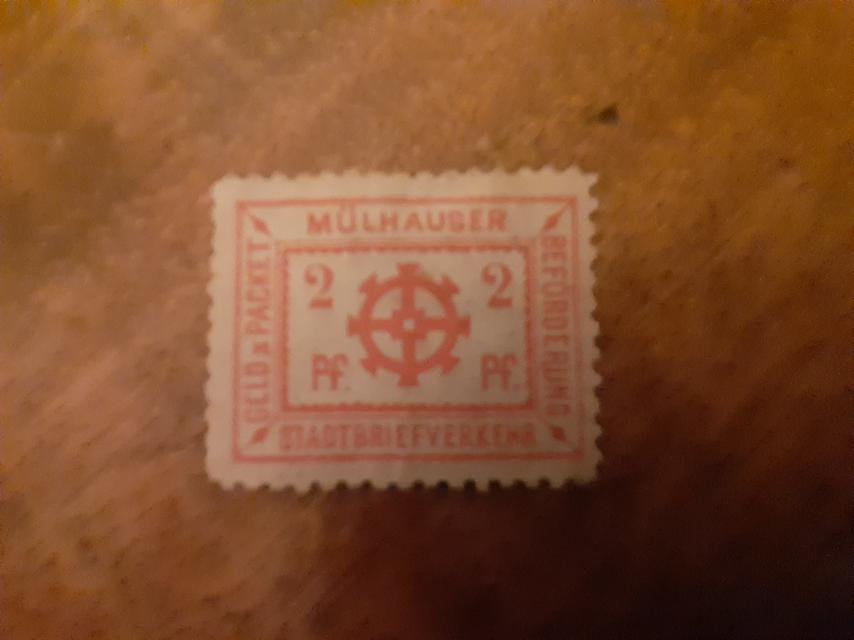 MÜLHAUSER
2 2
Pf. Pf.
GELD & PACKET
BEFÖRDERUNG
STADTBRIEFVERKEHR